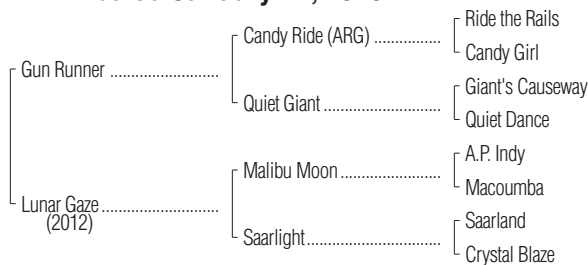 Ride the Rails
Candy Ride (ARG)
Candy Girl
Gun Runner
Giant's Causeway
Quiet Giant
Quiet Dance
A.P. Indy
Malibu Moon
Macoumba
Lunar Gaze
(2012)
Saarland
Saarlight
Crystal Blaze